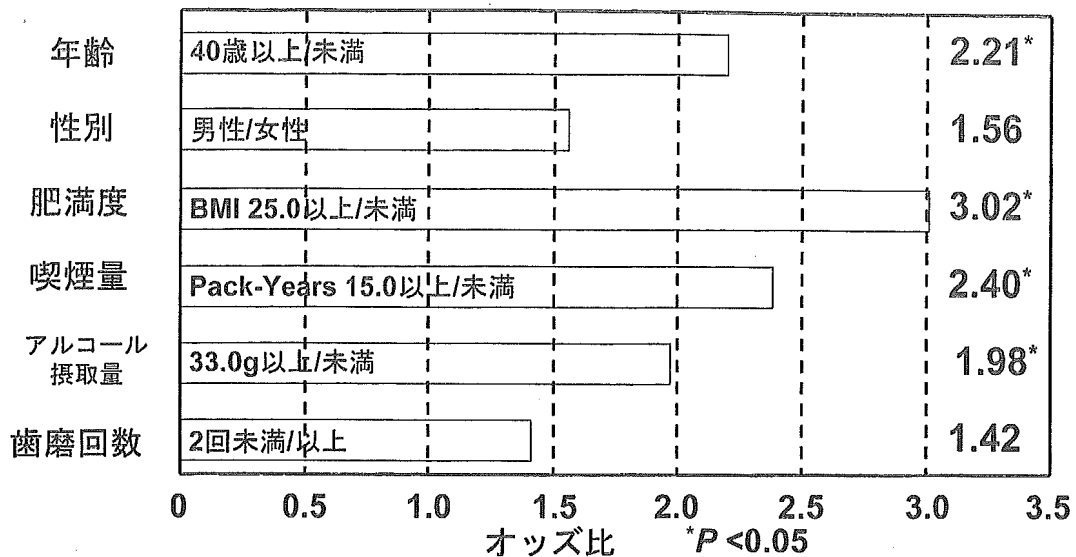 年齢 40歳以上/未満 2.21*
性別 男性/女性 1.56
肥満度 BMI 25.0以上/未満 3.02*
喫煙量 Pack-Years 15.0以上/未満 2.40*
アルコール
摂取量 33.0g以上/未満 1.98*
歯磨回数 2回未満/以上 1.42
0 0.5 1.0 1.5 2.0 2.5 3.0 3.5
オッズ比 *P <0.05